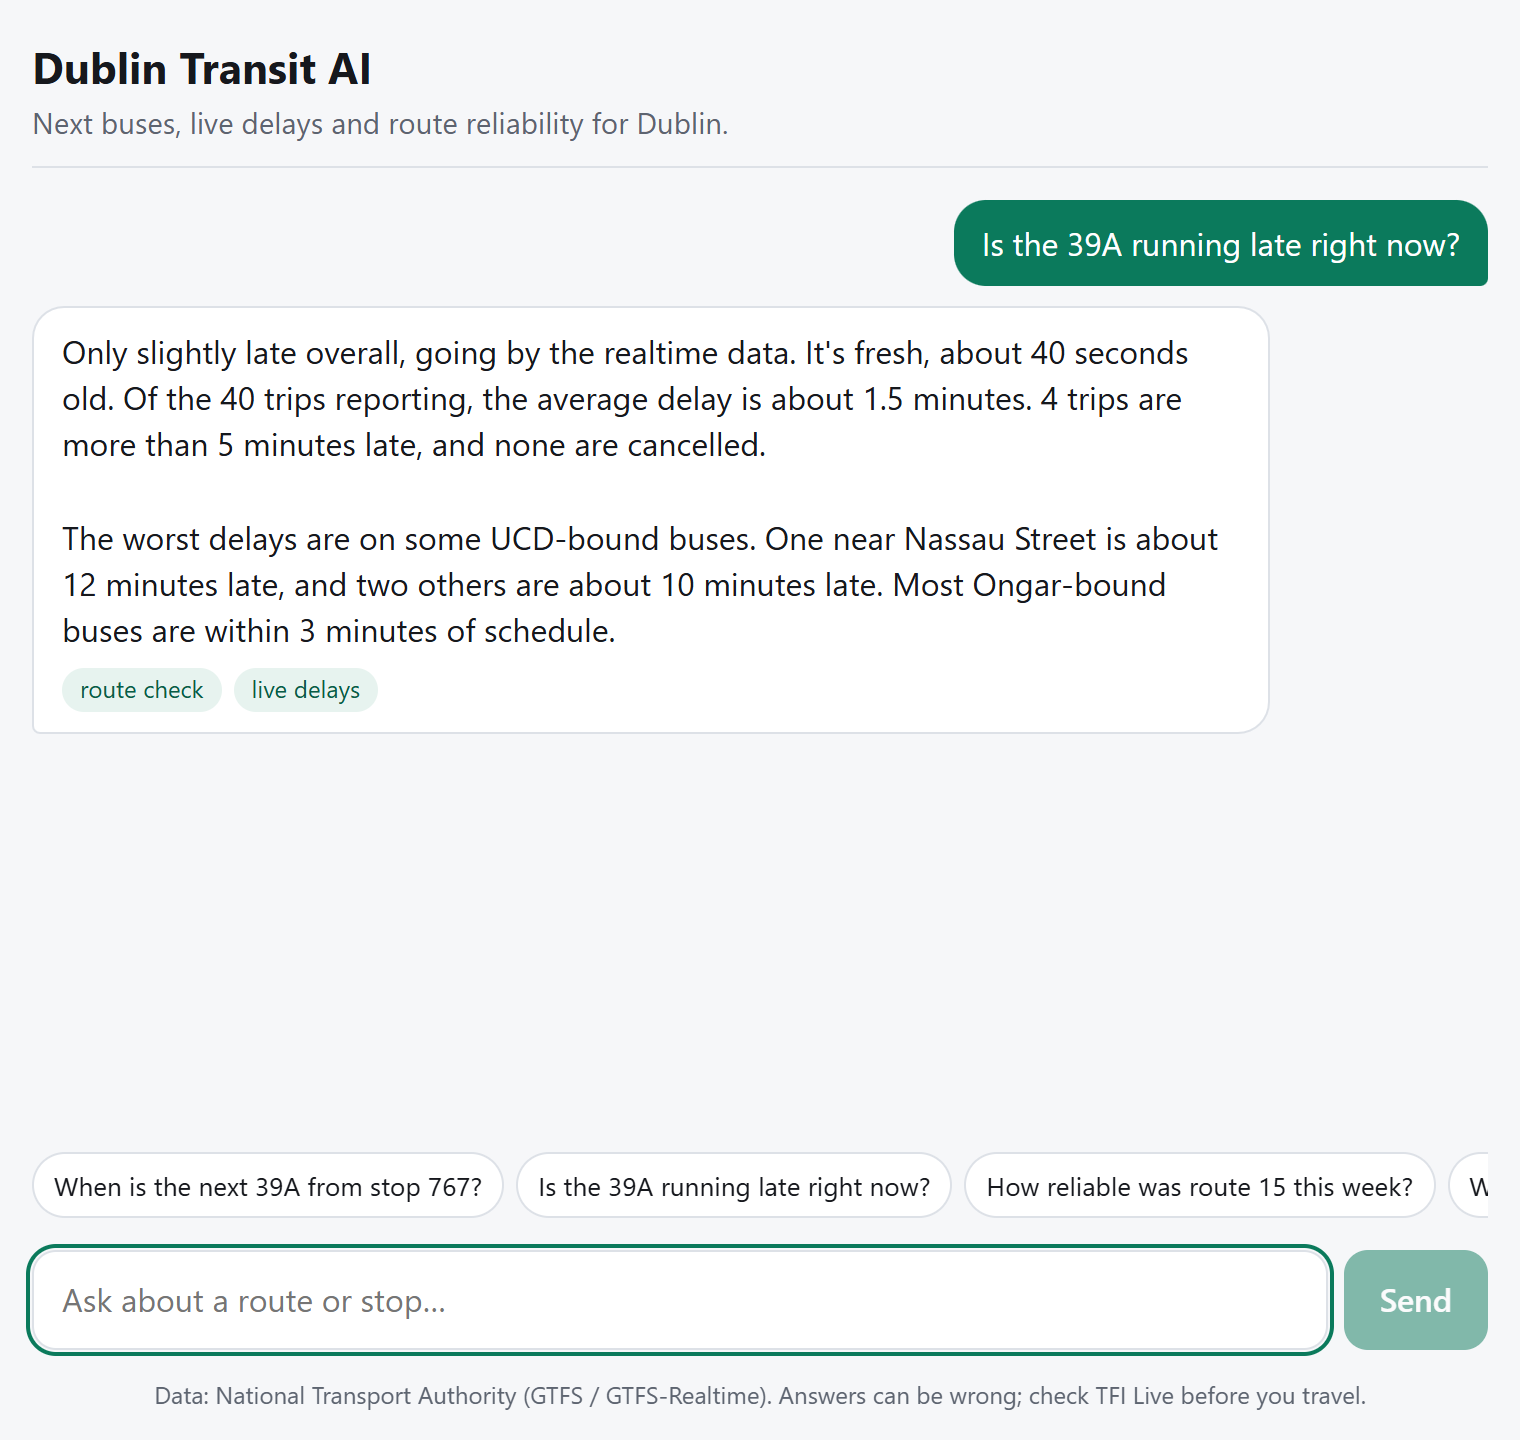 Dublin Transit AI
Next buses, live delays and route reliability for Dublin.
Is the 39A running late right now?
Only slightly late overall, going by the realtime data. It's fresh, about 40 seconds
old. Of the 40 trips reporting, the average delay is about 1.5 minutes. 4 trips are
more than 5 minutes late, and none are cancelled.
The worst delays are on some UCD-bound buses. One near Nassau Street is about
12 minutes late, and two others are about 10 minutes late. Most Ongar-bound
buses are within 3 minutes of schedule.
route check live delays
When is the next 39A from stop 767? Is the 39A running late right now? How reliable was route 15 this week?
Ask about a route or stop...
Send
Data: National Transport Authority (GTFS / GTFS-Realtime). Answers can be wrong; check TFI Live before you travel.